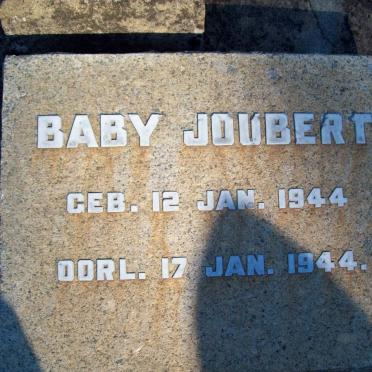 BABY JOUBERT
GEB. 12 JAN. 1944
OORL. 17 JAN. 1944.